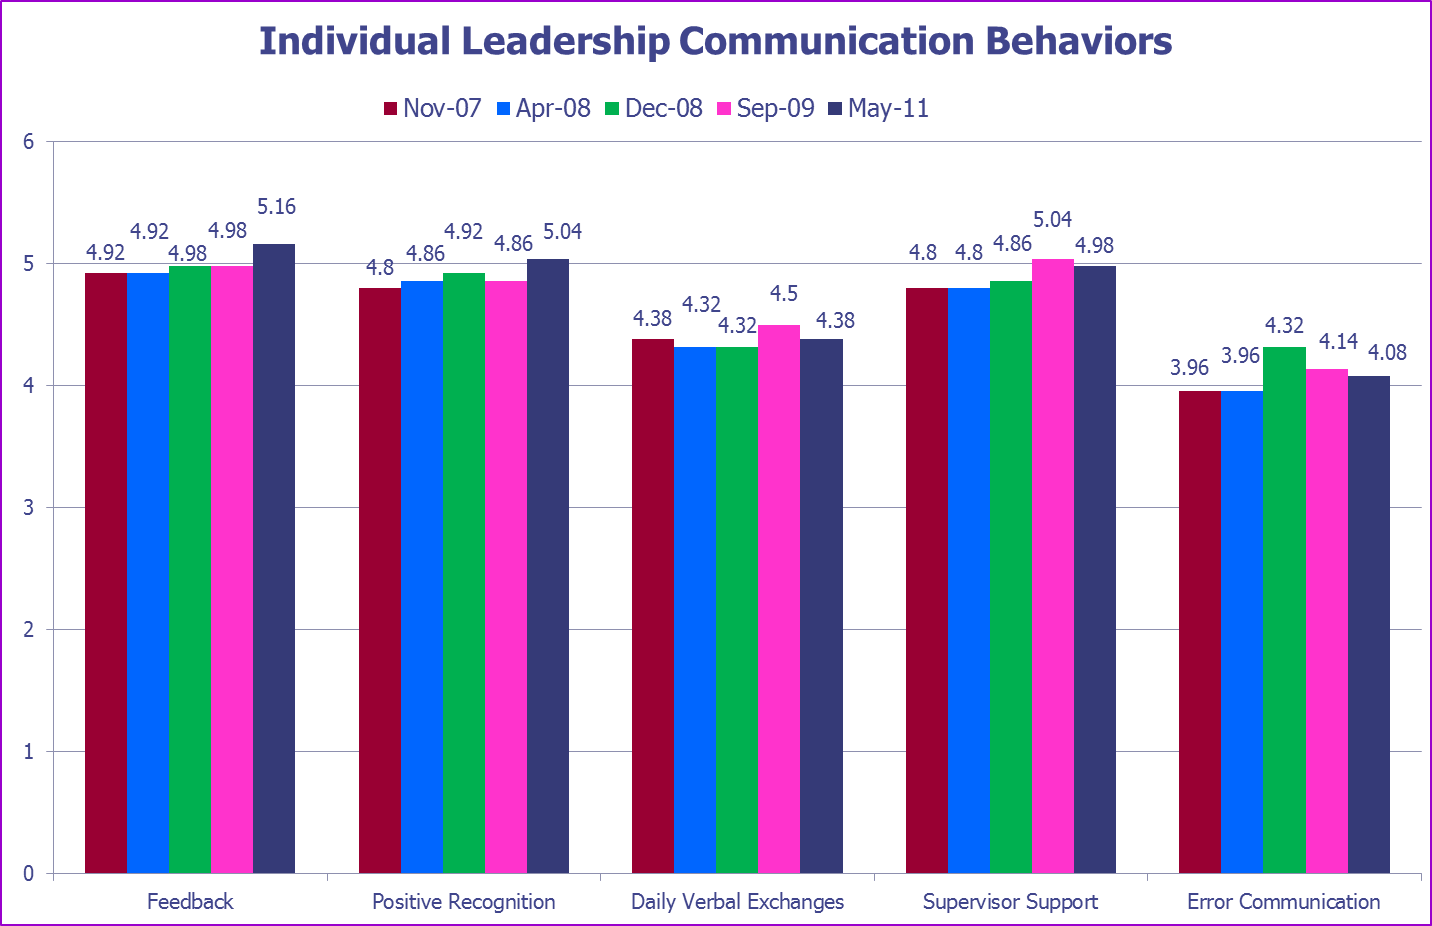 Individual Leadership Communication Behaviors
Nov-07 Apr-08 Dec-08 Sep-09 May-11
6
5
4
3
2
1
0
4.92 4.92 4.98 4.98 5.16
4.8 4.86 4.92 4.86 5.04
4.38 4.32 4.32 4.5 4.38
4.8 4.8 4.86 5.04 4.98
3.96 3.96 4.32 4.14 4.08
Feedback Positive Recognition Daily Verbal Exchanges Supervisor Support Error Communication